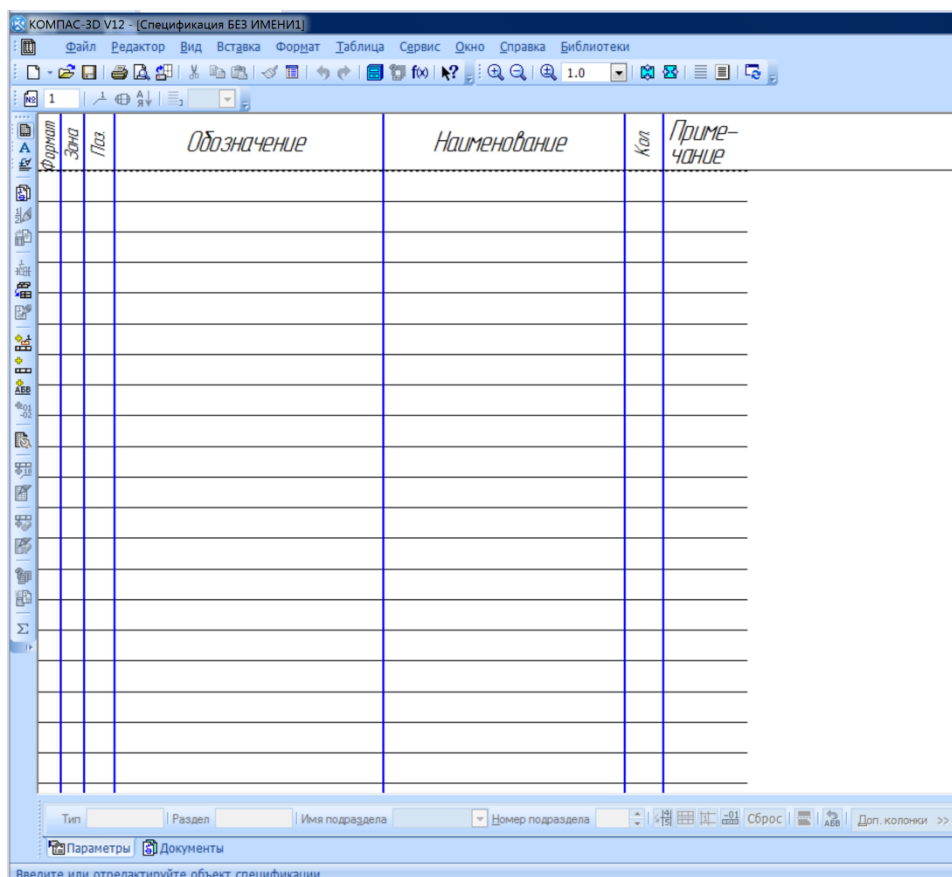 КОМПАС-3D V12 - [Спецификация БЕЗ ИМЕНИ1]
Файл Редактор Вид Вставка Формат Таблица Сервис Окно Справка Библиотеки
f(x) 1.0
№ 1
Формат Зона Поз. Обозначение Наименование Кол Приме-
чание
Тип Раздел Имя подраздела Номер подраздела Сброс Доп. колонки >>
Параметры Документы
Введите или отредактируйте объект спецификации